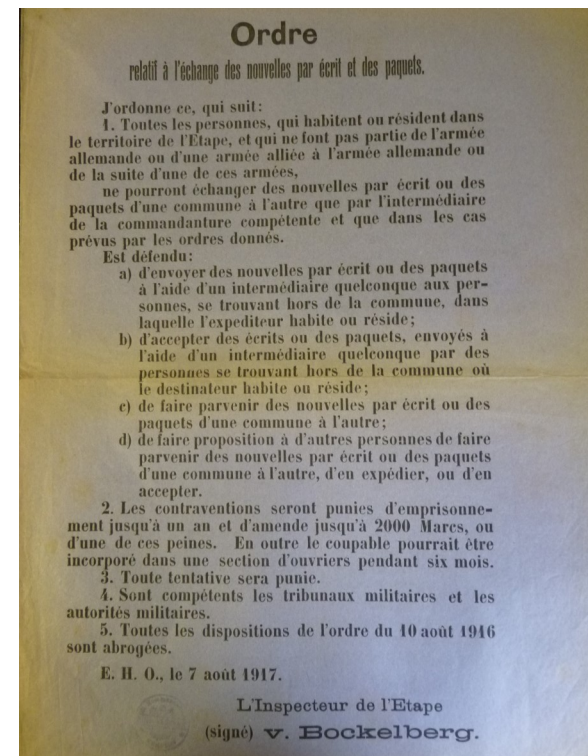 Ordre
relatif à l'échange des nouvelles par écrit et des paquets.
J'ordonne ce, qui suit:
1. Toutes les personnes, qui habitent ou résident dans
le territoire de l'Etape, et qui ne font pas partie de l'armée
allemande ou d'une armée alliée à l'armée allemande ou
de la suite d'une de ces armées,
ne pourront échanger des nouvelles par écrit ou des
paquets d'une commune à l'autre que par l'intermédiaire
de la commandanture compétente et que dans les cas
prévus par les ordres donnés.
Est défendu:
a) d'envoyer des nouvelles par écrit ou des paquets
à l'aide d'un intermédiaire quelconque aux per-
sonnes, se trouvant hors de la commune, dans
laquelle l'expediteur habite ou réside;
b) d'accepter des écrits ou des paquets, envoyés à
l'aide d'un intermédiaire quelconque par des
personnes se trouvant hors de la commune où
le destinateur habite ou réside;
c) de faire parvenir des nouvelles par écrit ou des
paquets d'une commune à l'autre;
d) de faire proposition à d'autres personnes de faire
parvenir des nouvelles par écrit ou des paquets
d'une commune à l'autre, d'en expédier, ou d'en
accepter.
2. Les contraventions seront punies d'emprisonne-
ment jusqu'à un an et d'amende jusqu'à 2000 Marcs, ou
d'une de ces peines. En outre le coupable pourrait être
incorporé dans une section d'ouvriers pendant six mois.
3. Toute tentative sera punie.
4. Sont compétents les tribunaux militaires et les
autorités militaires.
5. Toutes les dispositions de l'ordre du 10 août 1916
sont abrogées.
E. H. O., le 7 août 1917.
L'Inspecteur de l'Etape
(signé) v. Bockelberg.